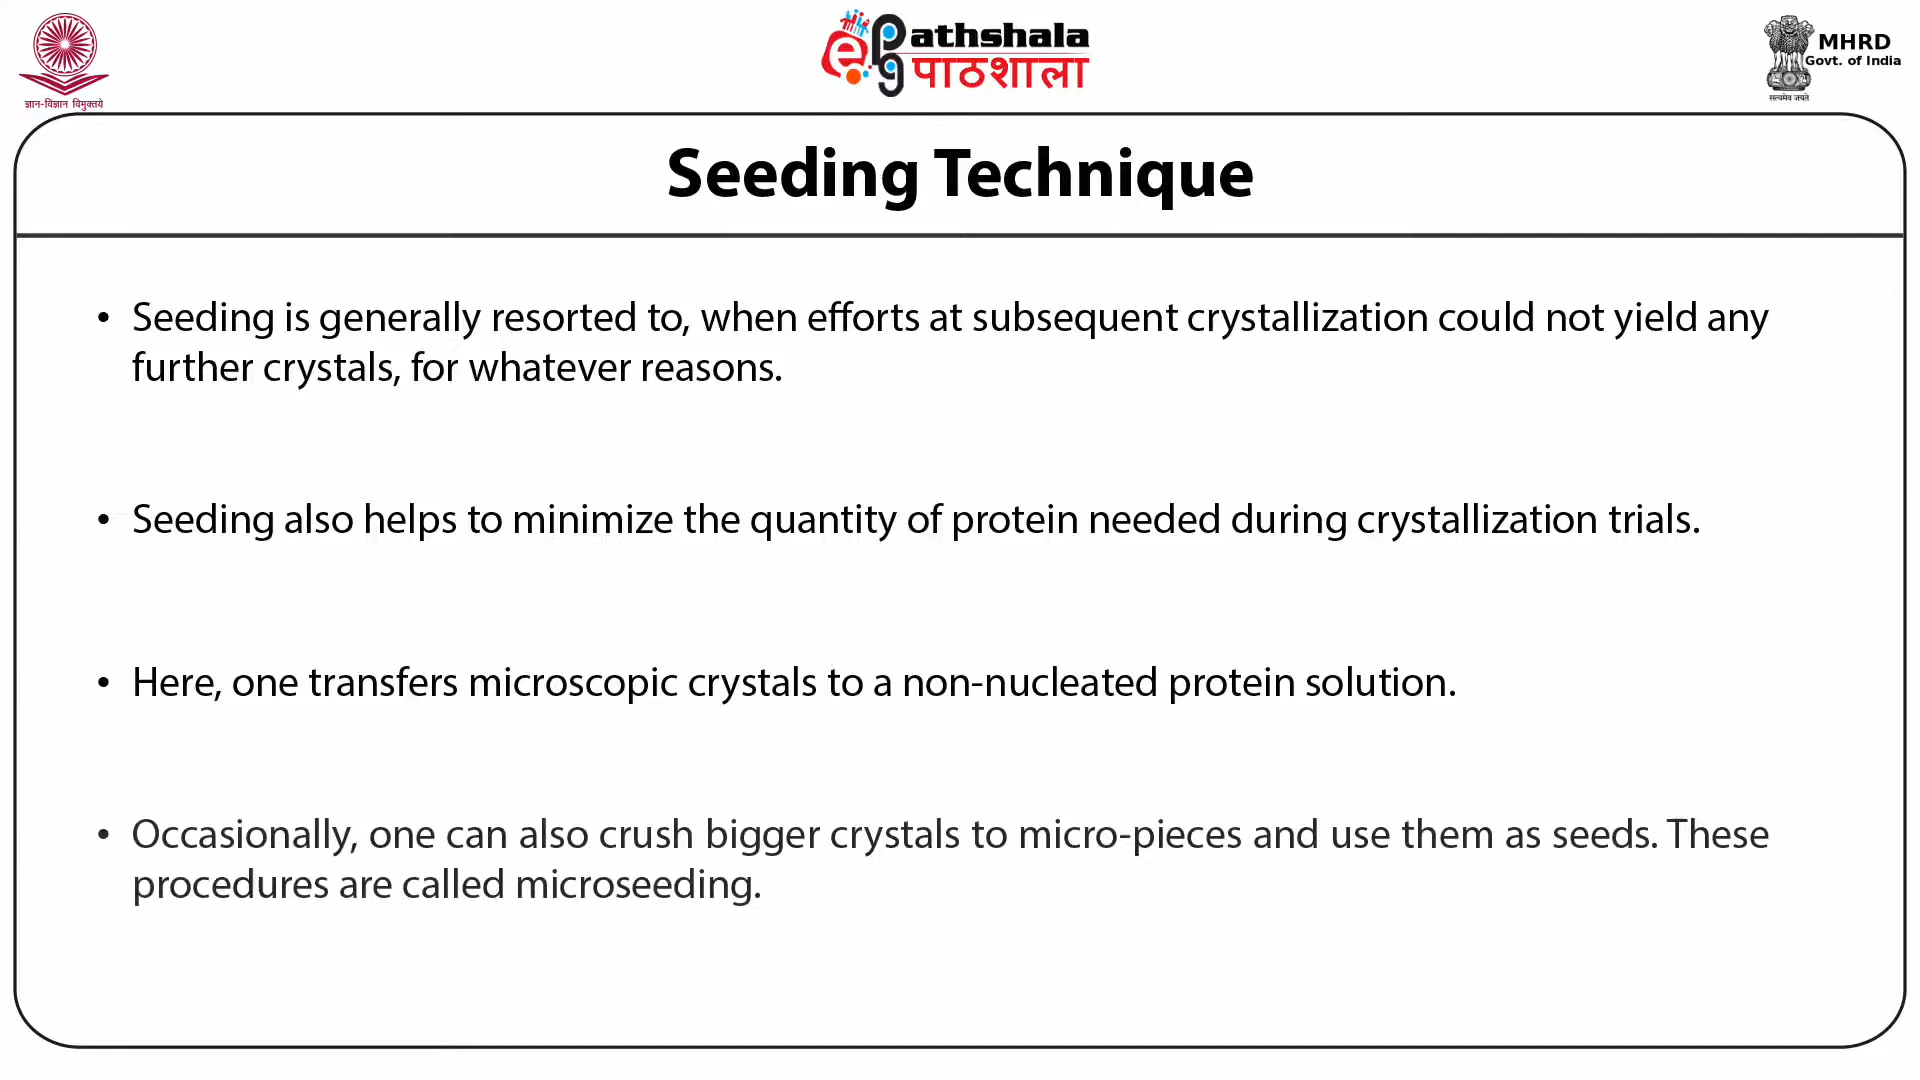 ज्ञान-विज्ञान विमुक्तये
e Pathshala
पाठशाला
MHRD
Govt. of India
सत्यमेव जयते
Seeding Technique
• Seeding is generally resorted to, when efforts at subsequent crystallization could not yield any
further crystals, for whatever reasons.
• Seeding also helps to minimize the quantity of protein needed during crystallization trials.
• Here, one transfers microscopic crystals to a non-nucleated protein solution.
• Occasionally, one can also crush bigger crystals to micro-pieces and use them as seeds. These
procedures are called microseeding.